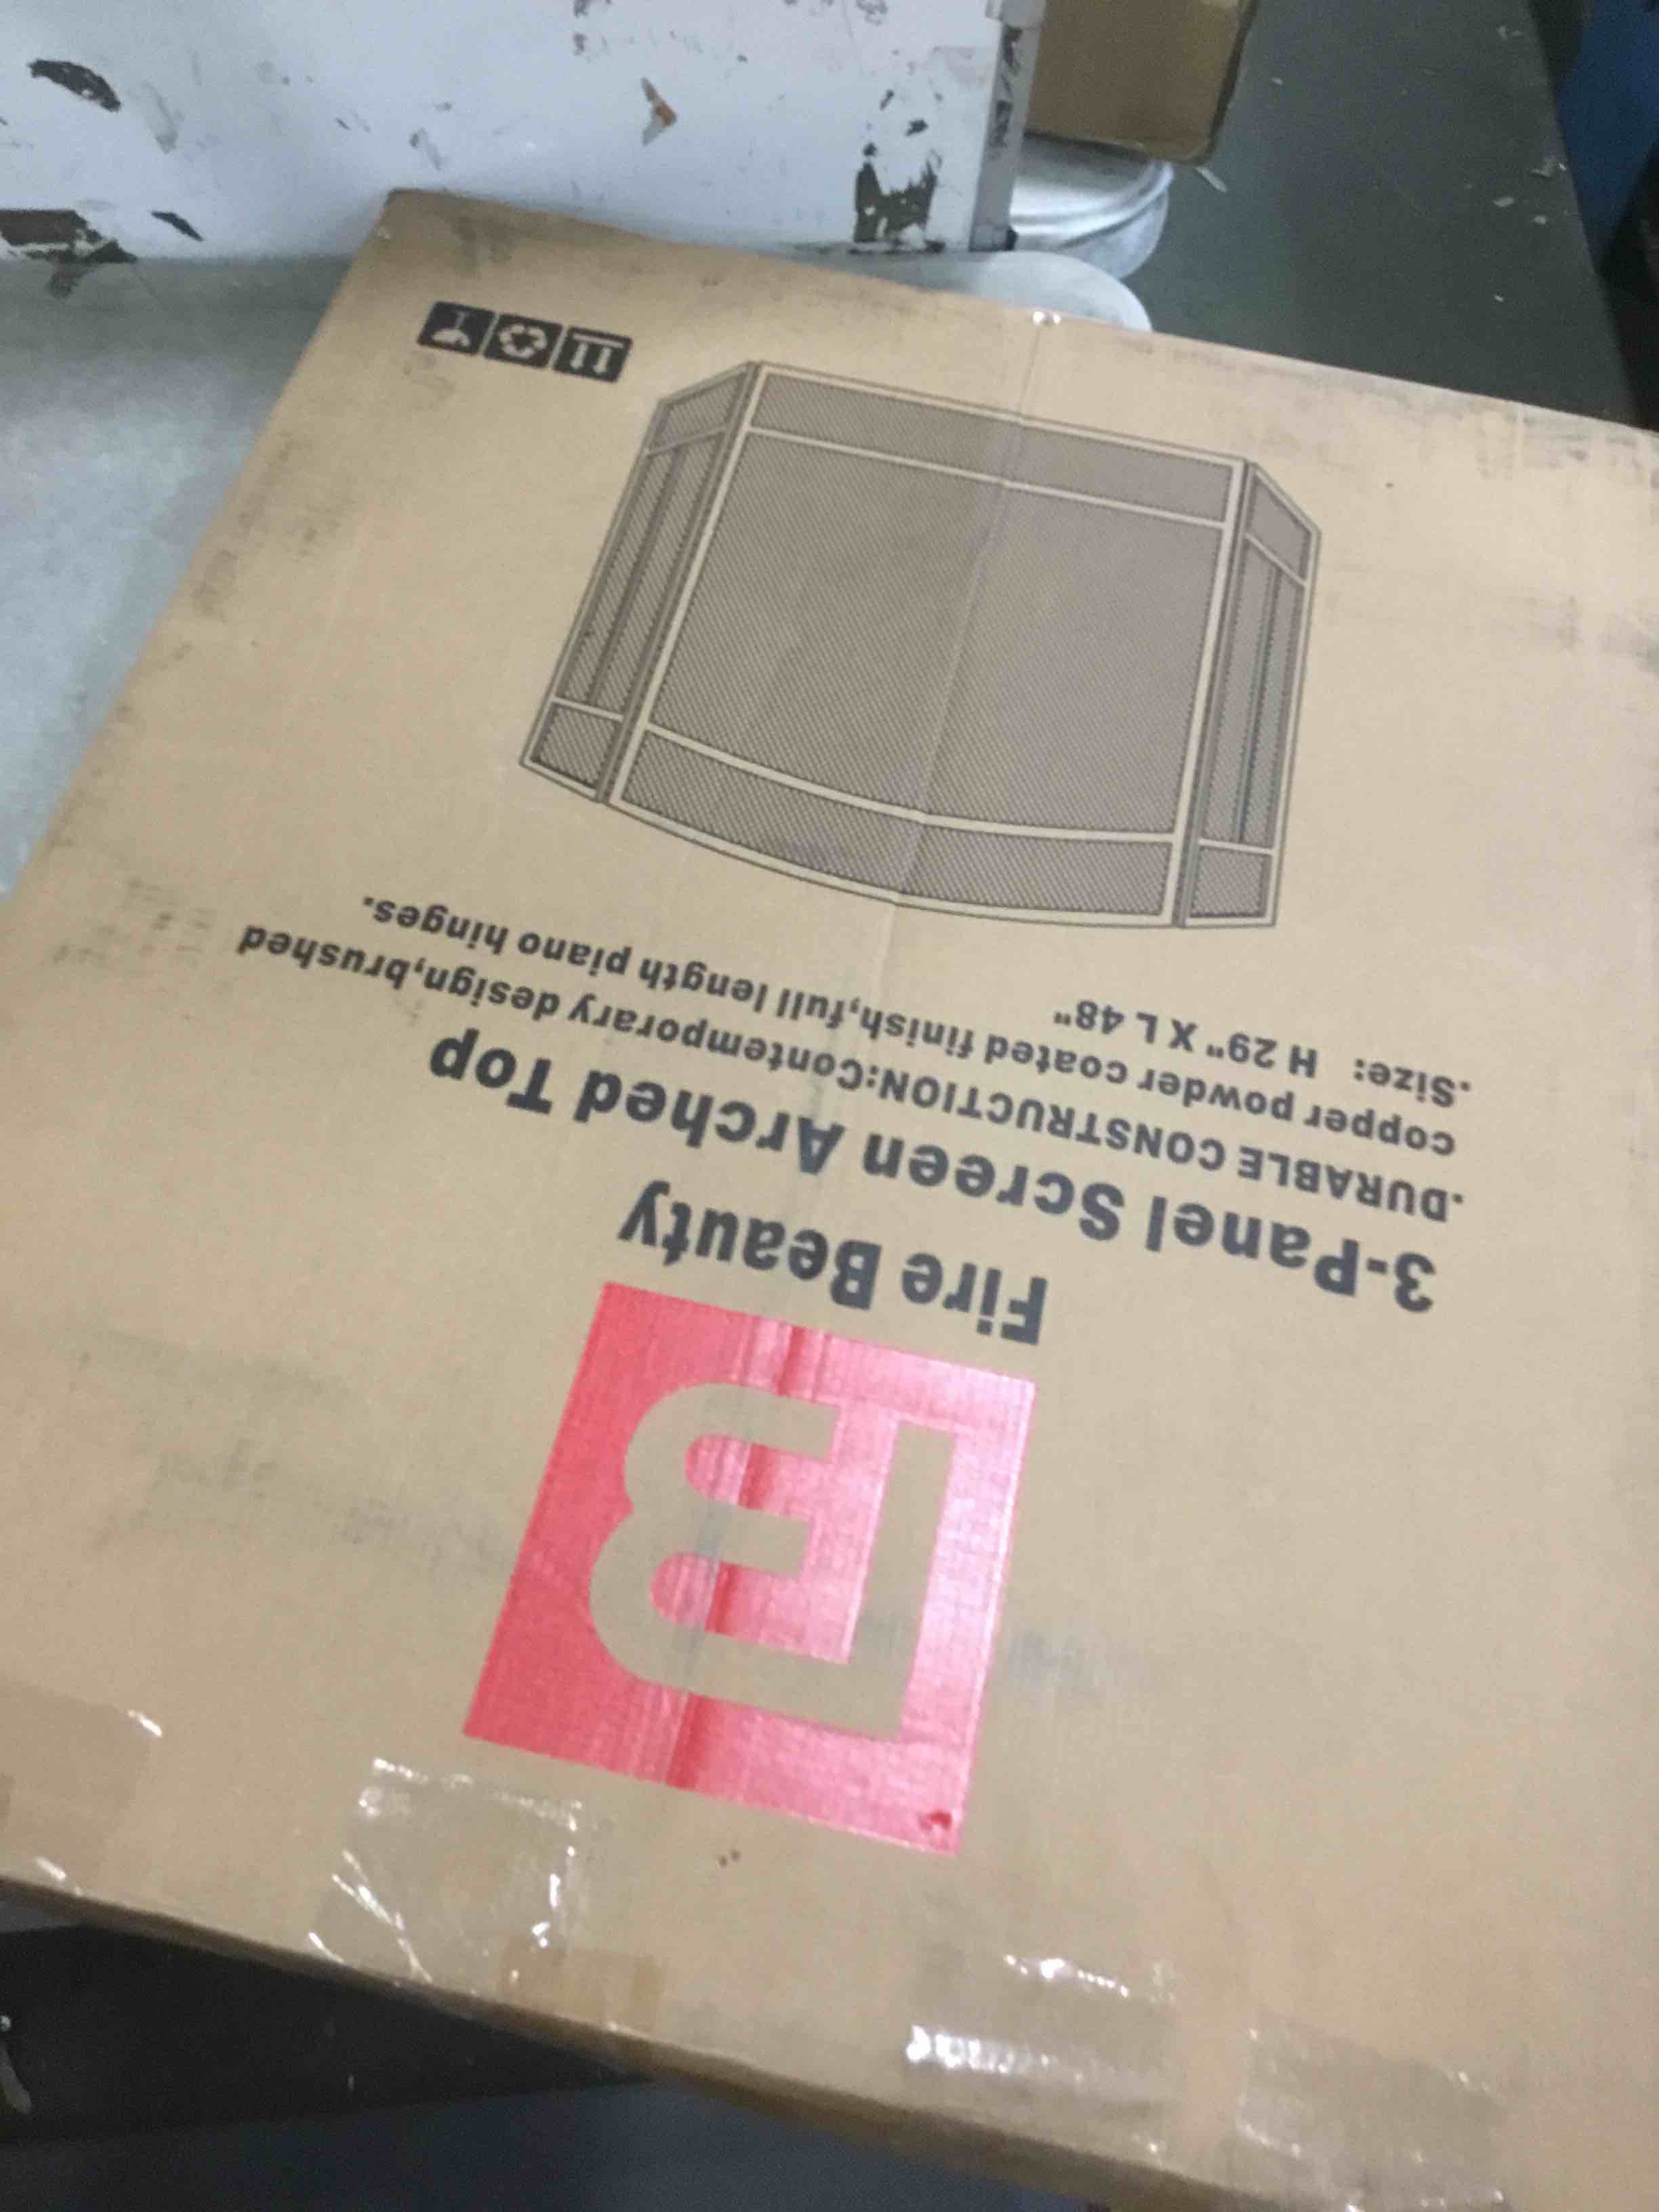 FB
Fire Beauty
3-Panel Screen Arched Top
.DURABLE CONSTRUCTION:Contemporary design,brushed
copper powder coated finish,full length piano hinges.
.Size: H 29" X L 48"